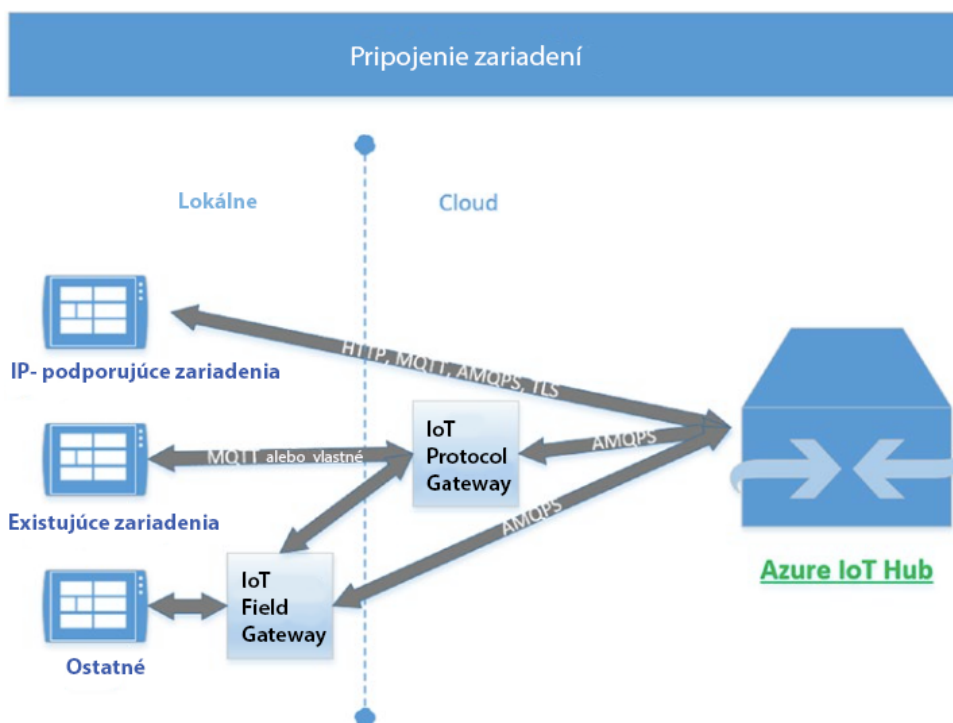 Pripojenie zariadení
Lokálne
Cloud
IP- podporujúce zariadenia
HTTP, MQTT, AMQPS, TLS
IoT
Protocol
Gateway
AMQPS
MQTT alebo vlastné
Existujúce zariadenia
AMQPS
Azure IoT Hub
IoT
Field
Gateway
Ostatné